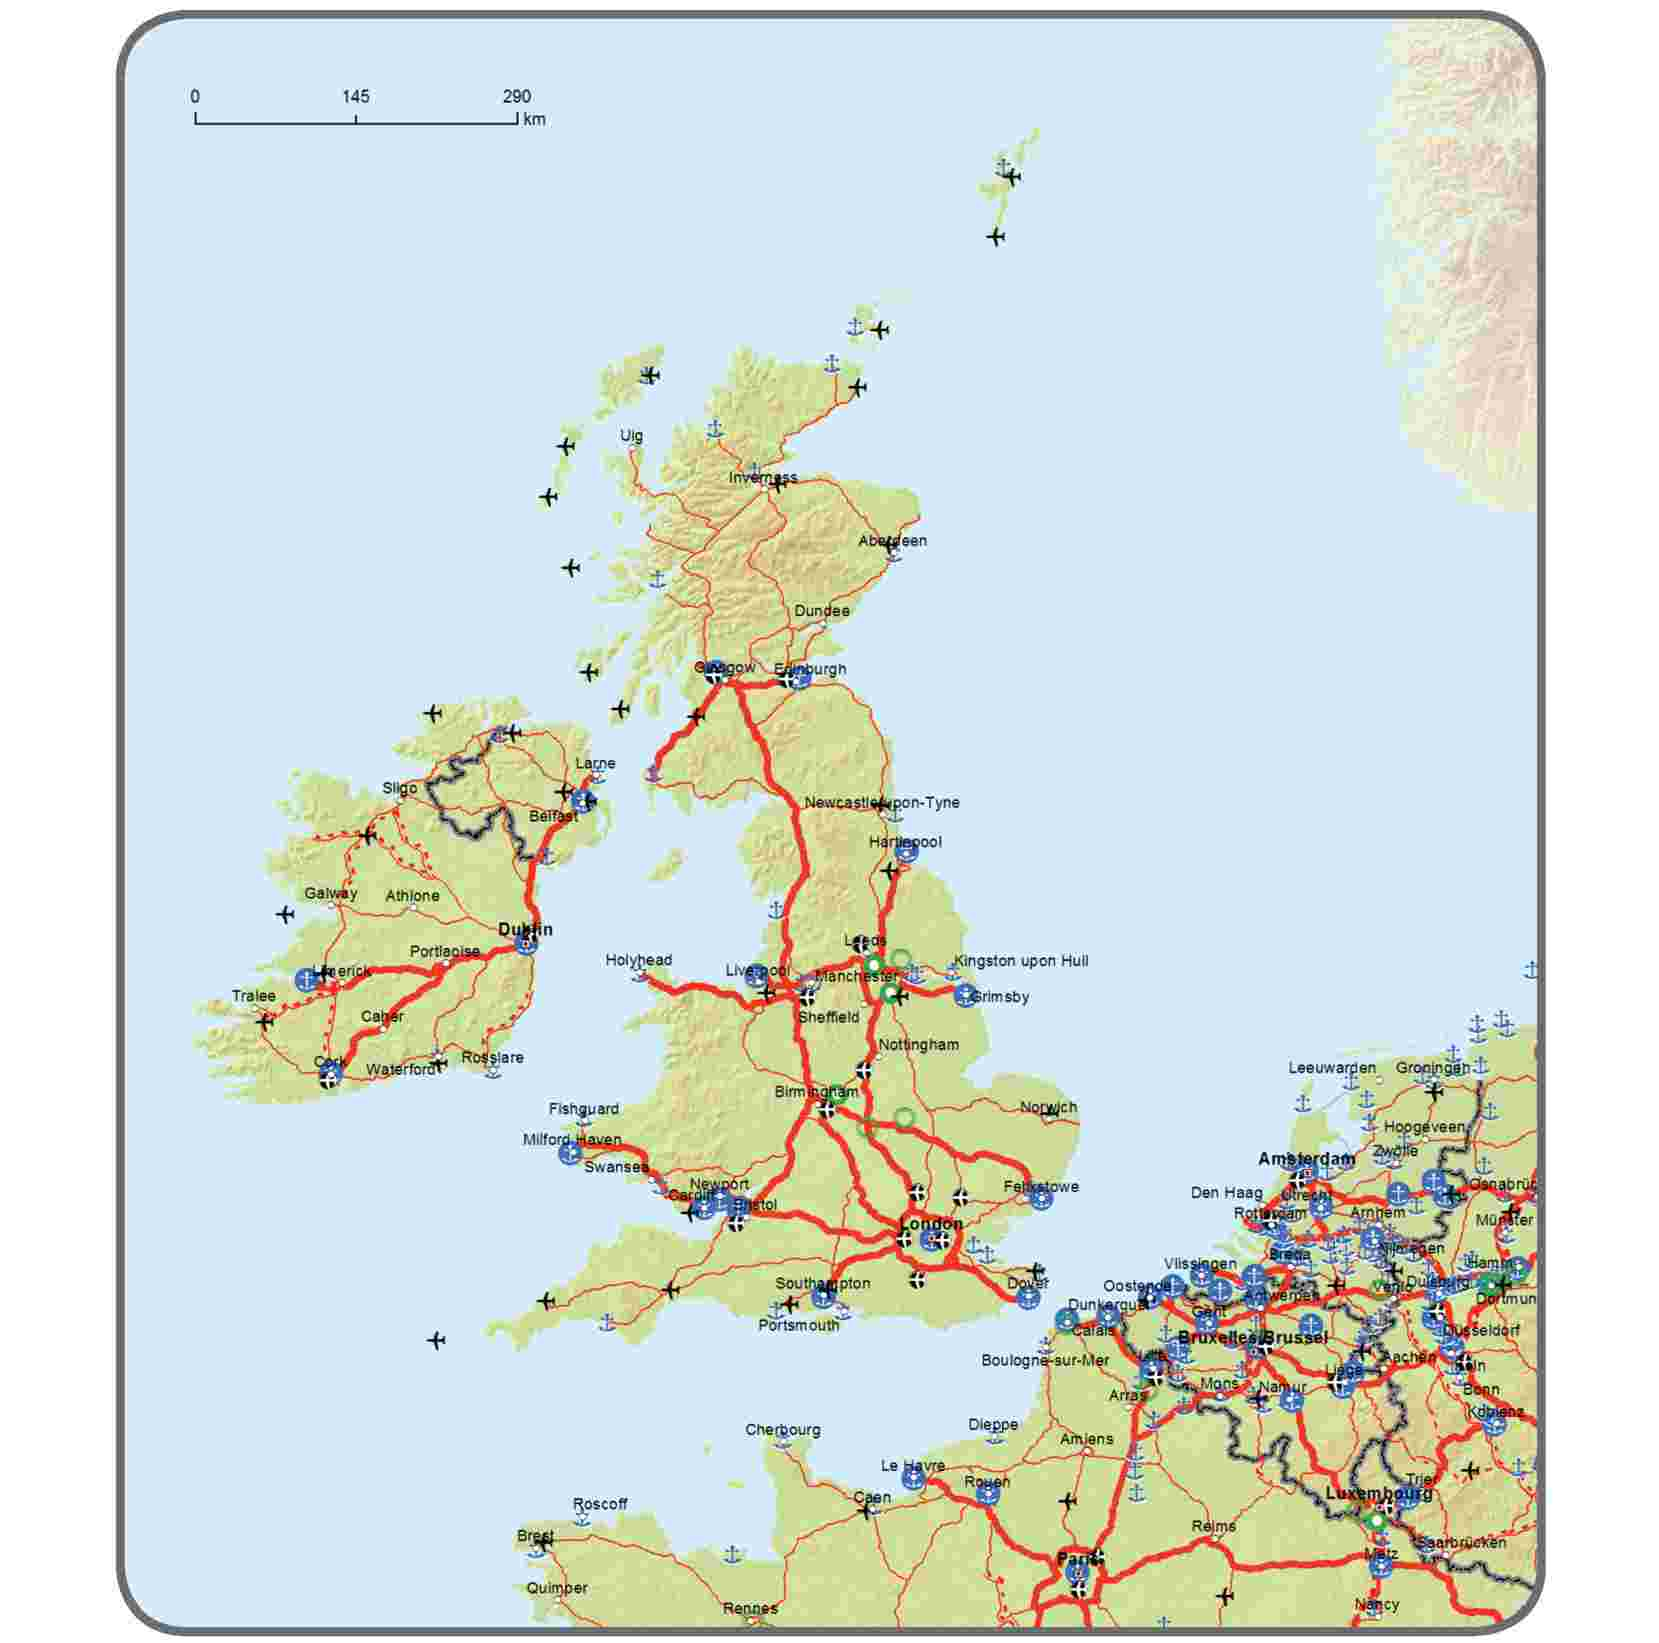 0 145 290 km
Uig
Inverness
Aberdeen
Dundee
Glasgow
Edinburgh
Larne
Sligo
Newcastle-upon-Tyne
Belfast
Hartlepool
Galway
Athlone
Dublin
Leeds
Portlaoise
Holyhead
Kingston upon Hull
Limerick
Liverpool
Manchester
Tralee
Grimsby
Caher
Sheffield
Nottingham
Cork
Rosslare
Waterford
Leeuwarden
Groningen
Birmingham
Fishguard
Norwich
Hoogeveen
Milford Haven
Zwolle
Amsterdam
Swansea
Newport
Felixstowe
Osnabrüc
Cardiff
Den Haag
Utrecht
Bristol
Rotterdam
Arnhem
Münster
London
Nijmegen
Breda
Vlissingen
Hamm
Southampton
Dover
Oostende
Venlo
Duisburg
Antwerpen
Dortmun
Dunkerque
Gent
Portsmouth
Calais
Bruxelles/Brussel
Düsseldorf
Boulogne-sur-Mer
Lille
Aachen
Köln
Liège
Arras
Mons
Namur
Bonn
Koblenz
Cherbourg
Dieppe
Amiens
Le Havre
Rouen
Trier
Luxembourg
Caen
Roscoff
Reims
Brest
Saarbrücken
Paris
Metz
Quimper
Rennes
Nancy